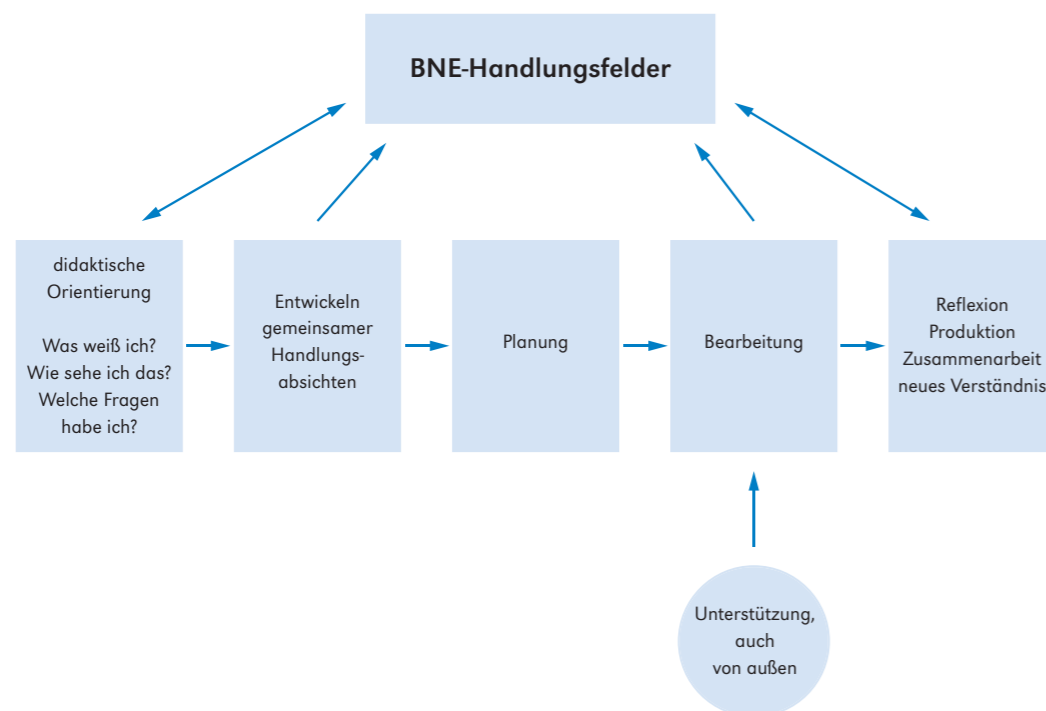 BNE-Handlungsfelder
didaktische
Orientierung
Was weiß ich?
Wie sehe ich das?
Welche Fragen
habe ich?
Entwickeln
gemeinsamer
Handlungs-
absichten
Planung
Bearbeitung
Reflexion
Produktion
Zusammenarbeit
neues Verständnis
Unterstützung,
auch
von außen